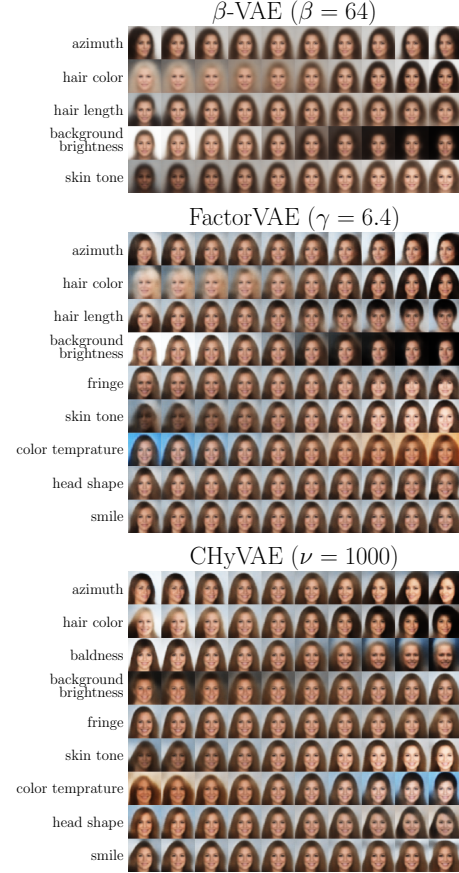 β-VAE (β = 64)
azimuth
hair color
hair length
background
brightness
skin tone
FactorVAE (γ = 6.4)
azimuth
hair color
hair length
background
brightness
fringe
skin tone
color temprature
head shape
smile
CHyVAE (ν = 1000)
azimuth
hair color
baldness
background
brightness
fringe
skin tone
color temprature
head shape
smile